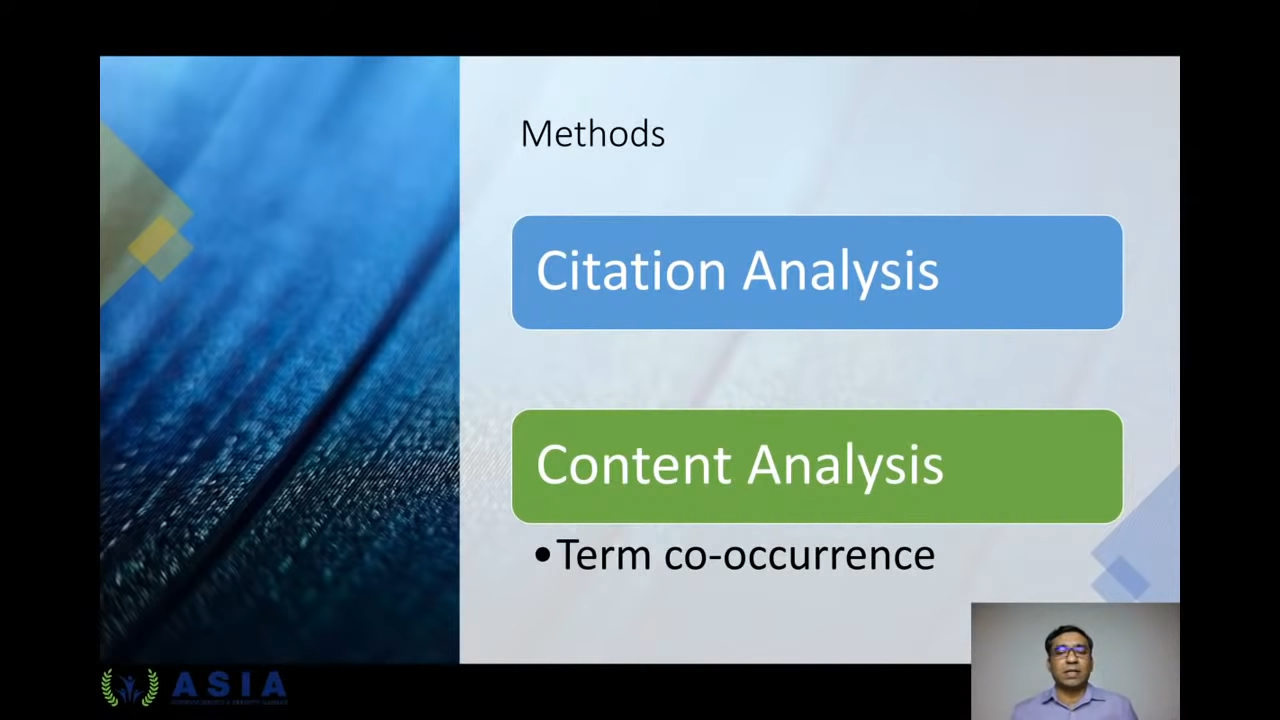 Methods
Citation Analysis
Content Analysis
•Term co-occurrence
ASIA